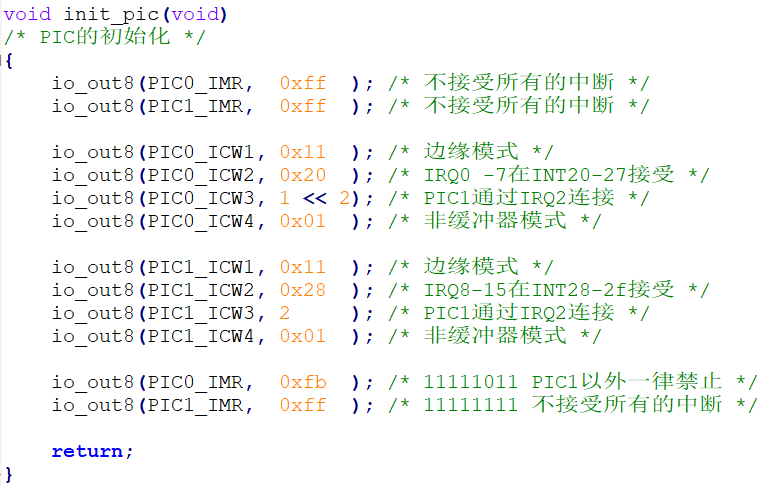 void init_pic(void)
/* PIC的初始化 */
{
    io_out8(PIC0_IMR,  0xff  ); /* 不接受所有的中断 */
    io_out8(PIC1_IMR,  0xff  ); /* 不接受所有的中断 */

    io_out8(PIC0_ICW1, 0x11  ); /* 边缘模式 */
    io_out8(PIC0_ICW2, 0x20  ); /* IRQ0 -7在INT20-27接受 */
    io_out8(PIC0_ICW3, 1 << 2); /* PIC1通过IRQ2连接 */
    io_out8(PIC0_ICW4, 0x01  ); /* 非缓冲器模式 */

    io_out8(PIC1_ICW1, 0x11  ); /* 边缘模式 */
    io_out8(PIC1_ICW2, 0x28  ); /* IRQ8-15在INT28-2f接受 */
    io_out8(PIC1_ICW3, 2     ); /* PIC1通过IRQ2连接 */
    io_out8(PIC1_ICW4, 0x01  ); /* 非缓冲器模式 */

    io_out8(PIC0_IMR,  0xfb  ); /* 11111011 PIC1以外一律禁止 */
    io_out8(PIC1_IMR,  0xff  ); /* 11111111 不接受所有的中断 */

    return;
}